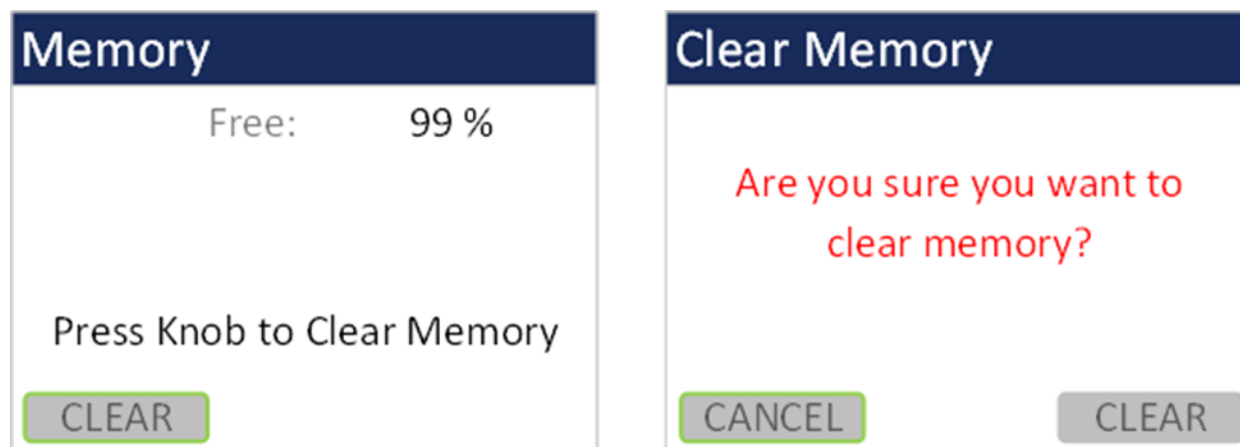 Memory
Free: 99 %
Press Knob to Clear Memory
CLEAR
Clear Memory
Are you sure you want to
clear memory?
CANCEL CLEAR